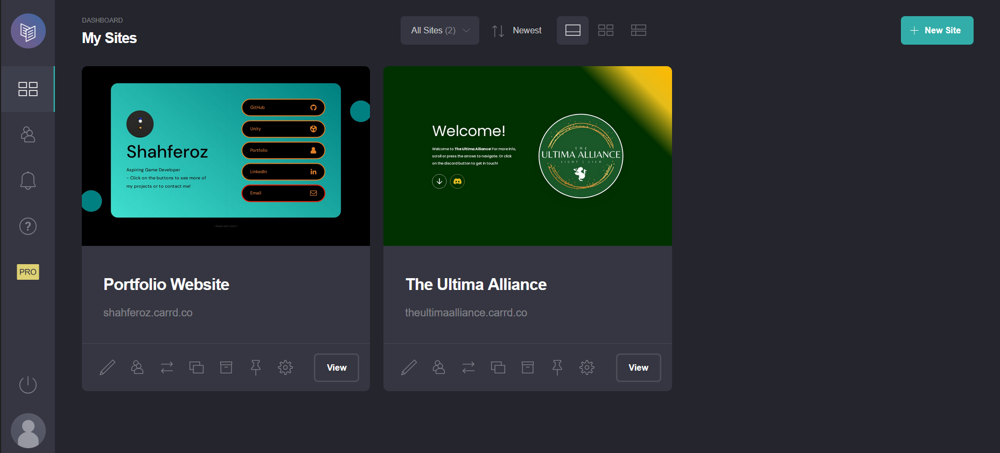 DASHBOARD
My Sites
All Sites (2)
Newest
New Site
PRO
Shahferoz
Aspiring Game Developer
- Click on the buttons to see more of
my projects or to contact me!
GitHub
Unity
Portfolio
LinkedIn
Email
( Made with Carrd )
Portfolio Website
shahferoz.carrd.co
View
Welcome!
Welcome to The Ultima Alliance! For more info,
scroll or press the arrows to navigate. Or click
on the discord button to get in touch!
THE
ULTIMA ALLIANCE
LIGHT | LICH
The Ultima Alliance
theultimaalliance.carrd.co
View